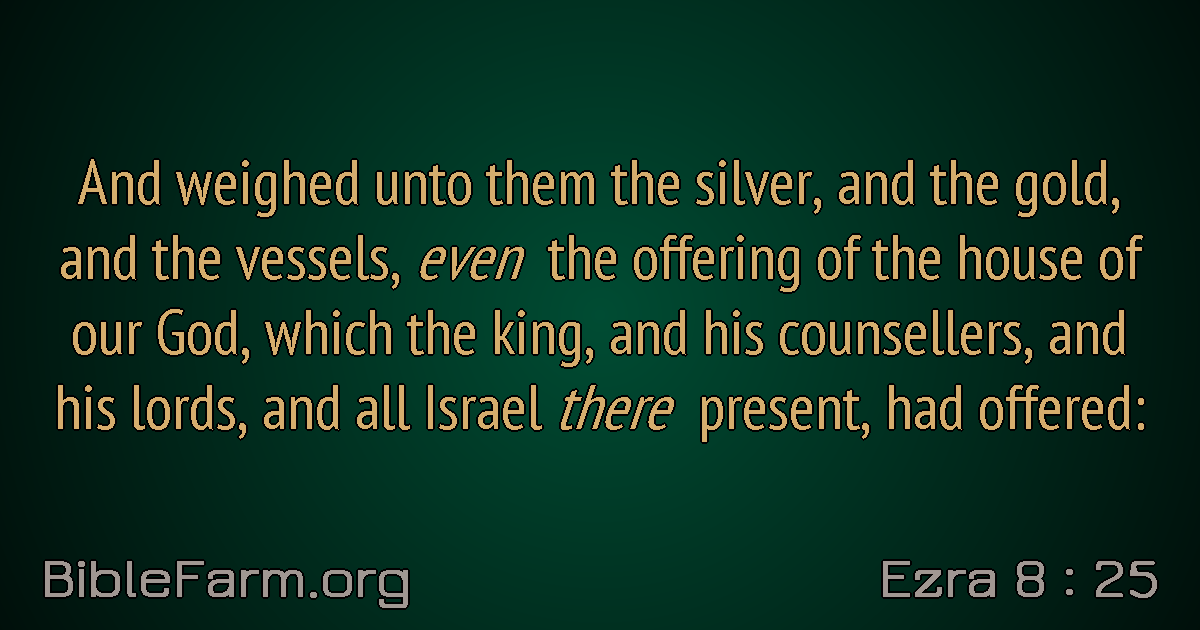 And weighed unto them the silver, and the gold,
and the vessels, even the offering of the house of
our God, which the king, and his counsellers, and
his lords, and all Israel there present, had offered:
BibleFarm.org
Ezra 8 : 25